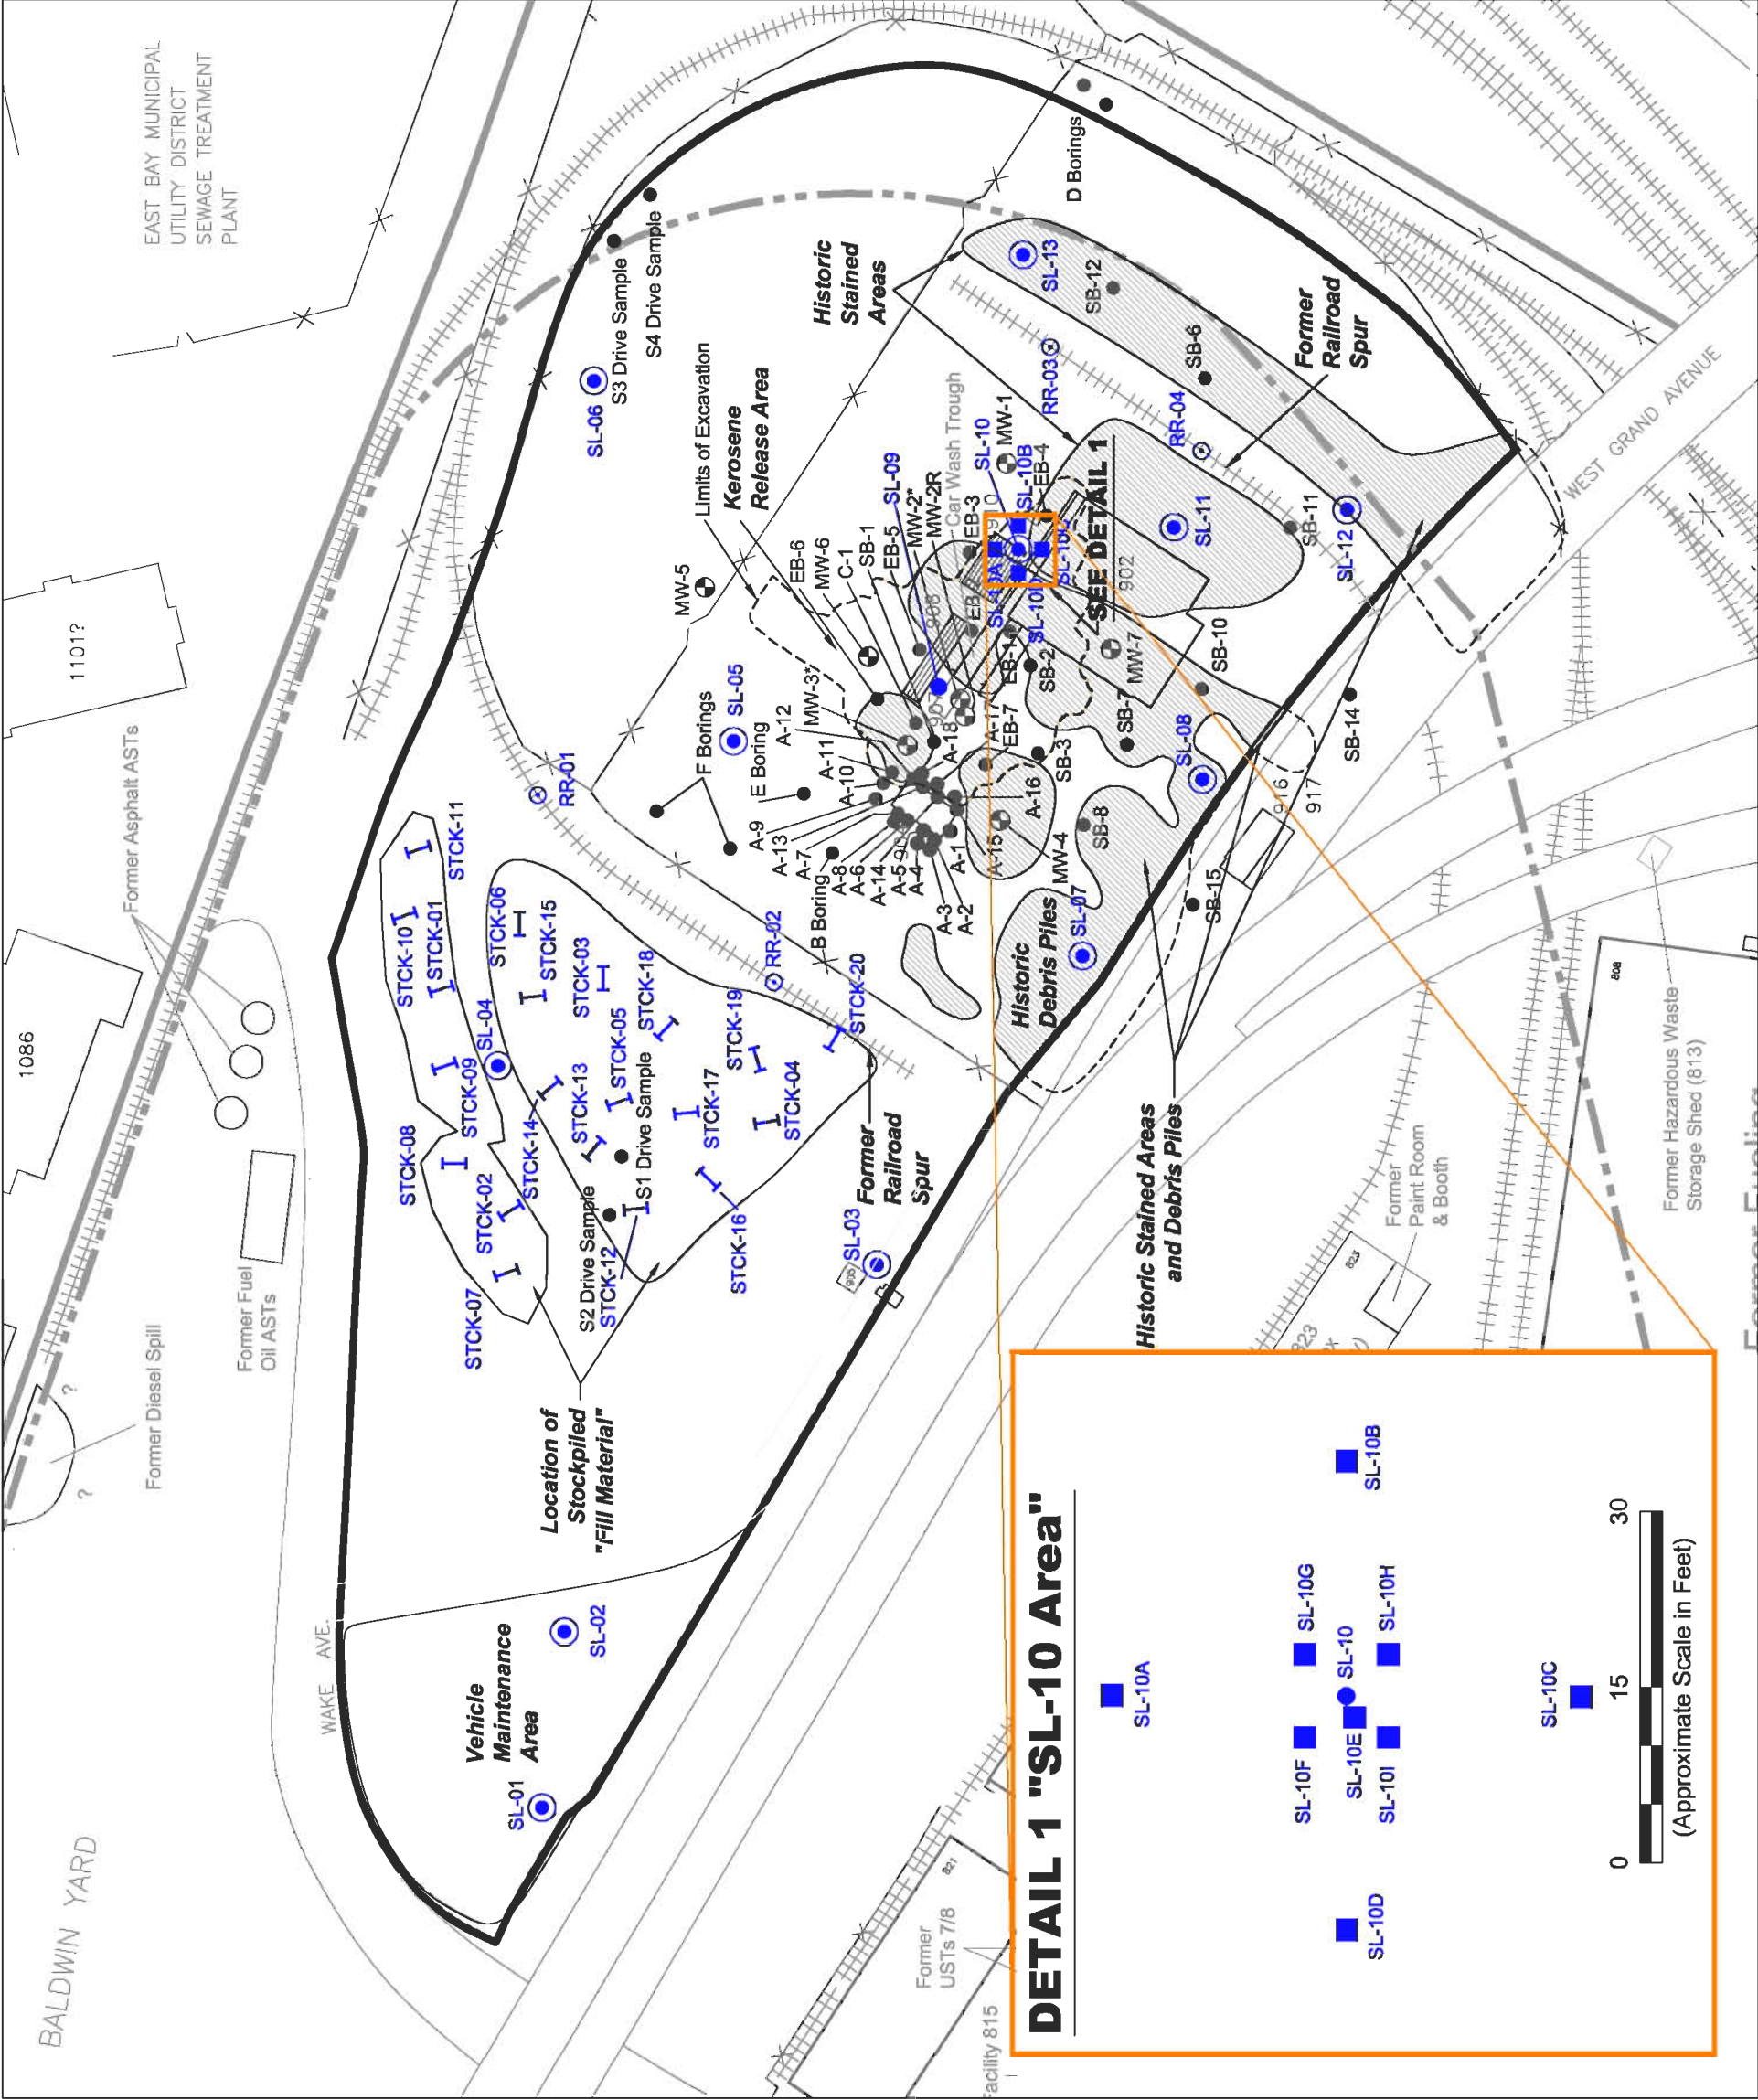 BALDWIN YARD
WAKE AVE.
1086
11011?
EAST BAY MUNICIPAL
UTILITY DISTRICT
SEWAGE TREATMENT
PLANT
Former Diesel Spill
?
?
Former Fuel
Oil ASTs
Former Asphalt ASTs
Vehicle
Maintenance
Area
SL-01
SL-02
Location of
Stockpiled
"Fill Material"
STCK-07
STCK-02
STCK-08
STCK-09
STCK-10
STCK-01
STCK-11
SL-04
STCK-14
STCK-06
STCK-15
STCK-03
STCK-13
STCK-05
STCK-18
S1 Drive Sample
S2 Drive Sample
STCK-12
STCK-16
STCK-17
STCK-19
STCK-04
STCK-20
RR-01
RR-02
SL-03
905
Former
Railroad
Spur
F Borings
SL-05
E Boring
B Boring
MW-5
SL-06
S3 Drive Sample
S4 Drive Sample
Limits of Excavation
Kerosene
Release Area
Historic
Stained
Areas
D Borings
A-12
MW-3*
A-11
A-10
A-9
A-13
A-7
A-8
A-6
A-14
A-5
A-4
A-3
A-2
A-1
A-15
A-16
A-17
A-18
EB-7
MW-4
EB-6
MW-6
C-1
SB-1
EB-5
SL-09
MW-2*
MW-2R
Car Wash Trough
EB-3
SL-10
MW-1
SL-10B
EB-4
SEE DETAIL 1
902
MW-7
SB-2
SB-3
SB-7
SB-8
SB-10
SB-11
SB-12
SB-6
SB-14
SB-15
SL-07
SL-08
SL-11
SL-12
SL-13
RR-03
RR-04
Former
Railroad
Spur
Historic
Debris Piles
916
917
WEST GRAND AVENUE
Historic Stained Areas
and Debris Piles
Former Hazardous Waste
Storage Shed (813)
808
Former
Paint Room
& Booth
823
823
821
Former
USTs 7/8
Facility 815
DETAIL 1 "SL-10 Area"
SL-10A
SL-10B
SL-10C
SL-10D
SL-10E
SL-10F
SL-10G
SL-10H
SL-10I
SL-10
0 15 30
(Approximate Scale in Feet)